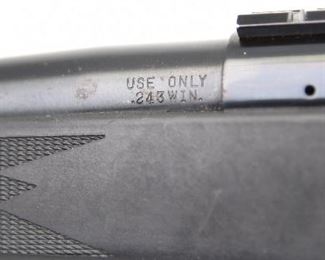 USE ONLY
.243 WIN.